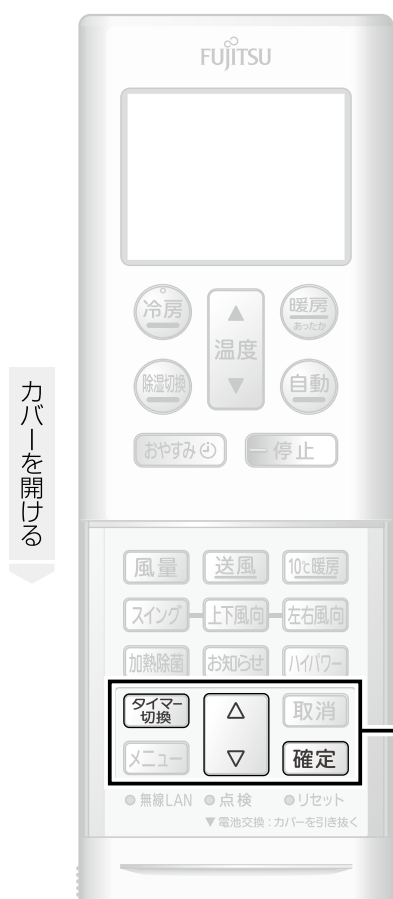 FUJITSU
冷房
▲
温度
▼
暖房
あったか
除湿切換
自動
おやすみ
停止
カバーを開ける
風量
送風
10℃暖房
スイング
上下風向
左右風向
加熱除菌
お知らせ
ハイパワー
タイマー
切換
△
▽
取消
メニュー
確定
無線LAN
点検
リセット
▼電池交換:カバーを引き抜く